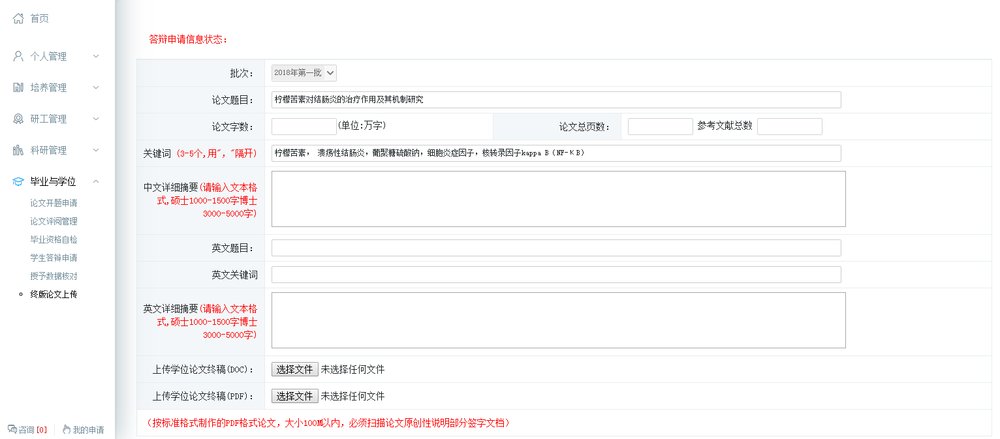 首页
个人管理
培养管理
研工管理
科研管理
毕业与学位
论文开题申请
论文评阅管理
毕业资格自检
学生答辩申请
授予数据核对
终版论文上传
咨询 [0] 我的申请
答辩申请信息状态:
批次: 2018年第一批
论文题目: 柠檬苦素对结肠炎的治疗作用及其机制研究
论文字数: (单位:万字) 论文总页数: 参考文献总数
关键词 (3-5个,用", "隔开) 柠檬苦素, 溃疡性结肠炎,葡聚糖硫酸钠,细胞炎症因子,核转录因子kappa B(NF-κB)
中文详细摘要(请输入文本格
式,硕士1000-1500字博士
3000-5000字)
英文题目:
英文关键词
英文详细摘要(请输入文本格
式,硕士1000-1500字博士
3000-5000字)
上传学位论文终稿(DOC): 选择文件 未选择任何文件
上传学位论文终稿(PDF): 选择文件 未选择任何文件
(按标准格式制作的PDF格式论文,大小100M以内,必须扫描论文原创性说明部分签字文档)